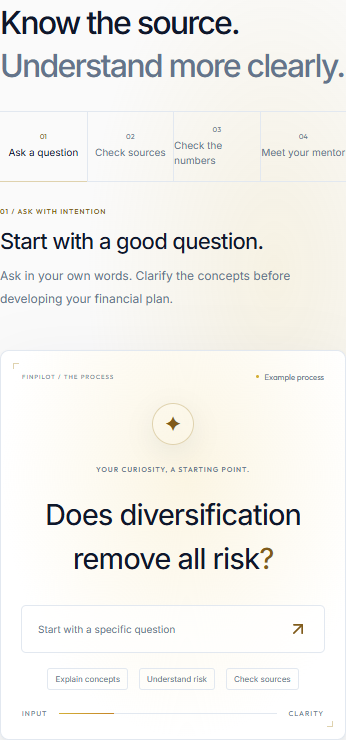 Know the source.
Understand more clearly.
01
Ask a question
02
Check sources
03
Check the
numbers
04
Meet your mentor
01 / ASK WITH INTENTION
Start with a good question.
Ask in your own words. Clarify the concepts before
developing your financial plan.
FINPILOT / THE PROCESS
Example process
YOUR CURIOSITY, A STARTING POINT.
Does diversification
remove all risk?
Start with a specific question
Explain concepts
Understand risk
Check sources
INPUT
CLARITY